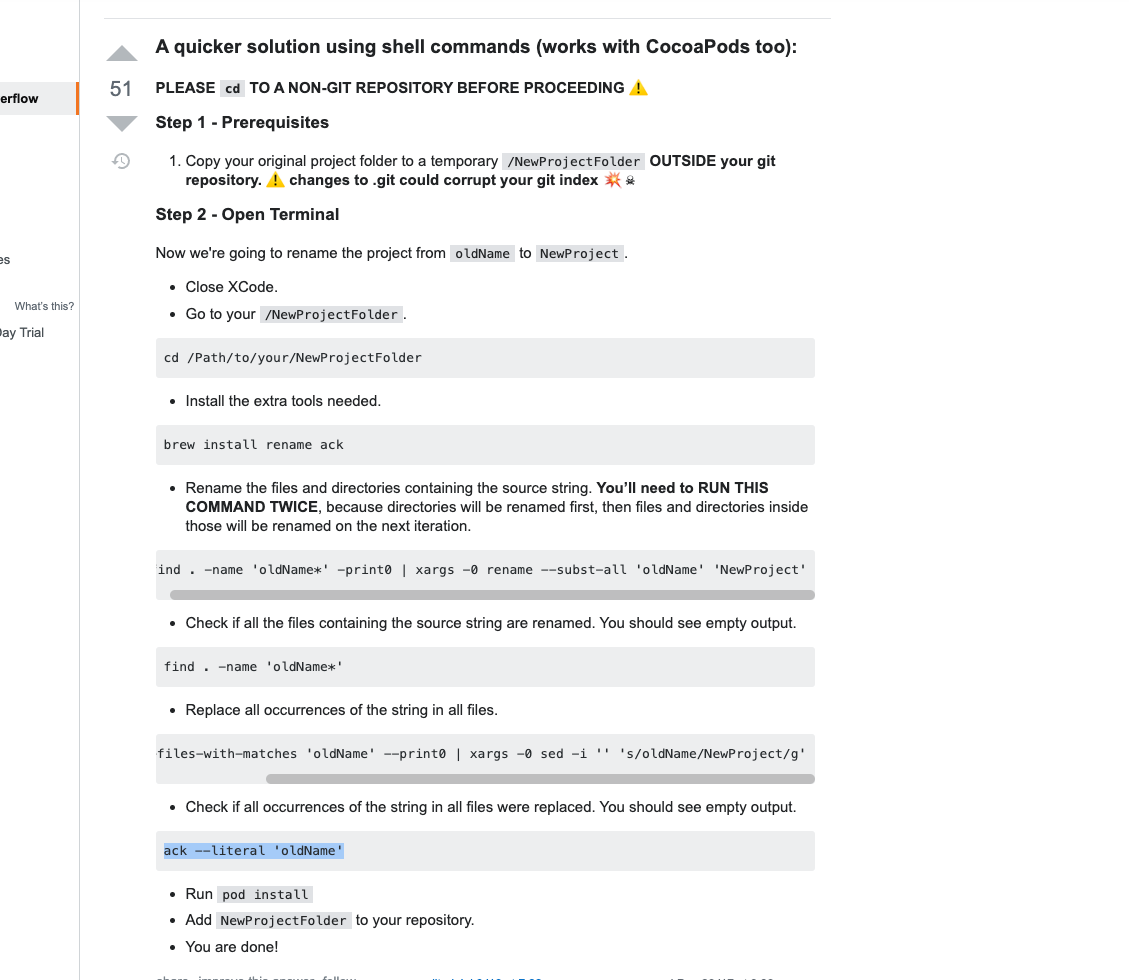 A quicker solution using shell commands (works with CocoaPods too):
51
PLEASE cd TO A NON-GIT REPOSITORY BEFORE PROCEEDING ⚠️
erflow
Step 1 - Prerequisites
1. Copy your original project folder to a temporary /NewProjectFolder OUTSIDE your git
repository. ⚠️ changes to .git could corrupt your git index 💥 ☠
Step 2 - Open Terminal
Now we're going to rename the project from oldName to NewProject.
es
• Close XCode.
What's this?
• Go to your /NewProjectFolder.
Day Trial
cd /Path/to/your/NewProjectFolder
• Install the extra tools needed.
brew install rename ack
• Rename the files and directories containing the source string. You’ll need to RUN THIS
COMMAND TWICE, because directories will be renamed first, then files and directories inside
those will be renamed on the next iteration.
ind . -name 'oldName*' -print0 | xargs -0 rename --subst-all 'oldName' 'NewProject'
• Check if all the files containing the source string are renamed. You should see empty output.
find . -name 'oldName*'
• Replace all occurrences of the string in all files.
files-with-matches 'oldName' --print0 | xargs -0 sed -i '' 's/oldName/NewProject/g'
• Check if all occurrences of the string in all files were replaced. You should see empty output.
ack --literal 'oldName'
• Run pod install
• Add NewProjectFolder to your repository.
• You are done!